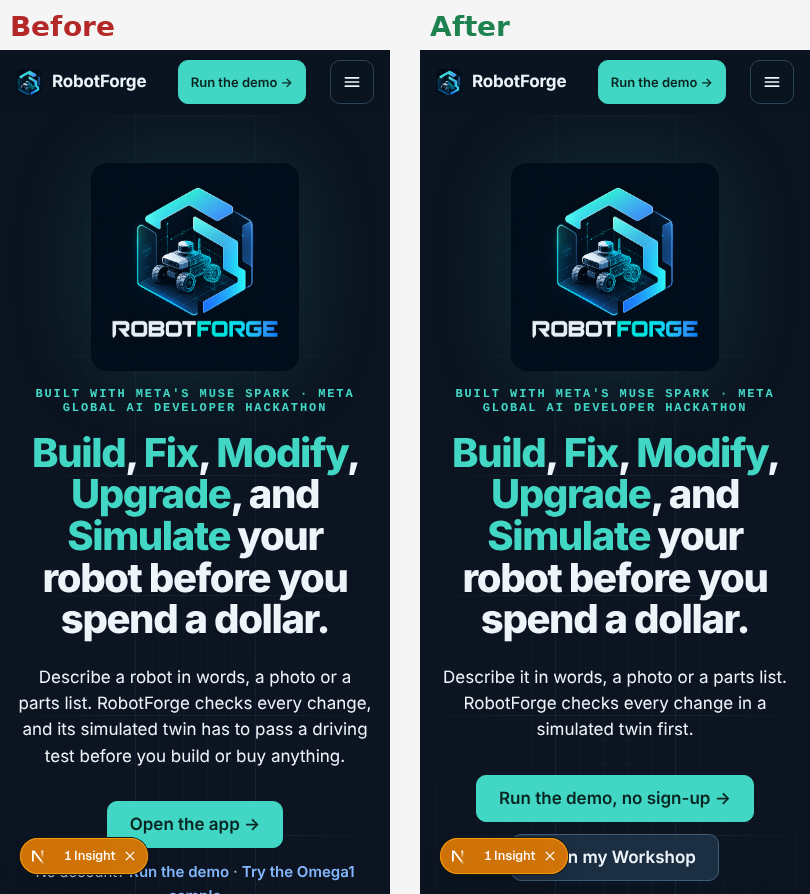 Before
RobotForge
Run the demo →
ROBOTFORGE
BUILT WITH META'S MUSE SPARK · META
GLOBAL AI DEVELOPER HACKATHON
Build, Fix, Modify,
Upgrade, and
Simulate your
robot before you
spend a dollar.
Describe a robot in words, a photo or a
parts list. RobotForge checks every change,
and its simulated twin has to pass a driving
test before you build or buy anything.
Open the app →
1 Insight
No account? Run the demo · Try the Omega1
After
RobotForge
Run the demo →
ROBOTFORGE
BUILT WITH META'S MUSE SPARK · META
GLOBAL AI DEVELOPER HACKATHON
Build, Fix, Modify,
Upgrade, and
Simulate your
robot before you
spend a dollar.
Describe it in words, a photo or a parts list.
RobotForge checks every change in a
simulated twin first.
Run the demo, no sign-up →
1 Insight
my Workshop